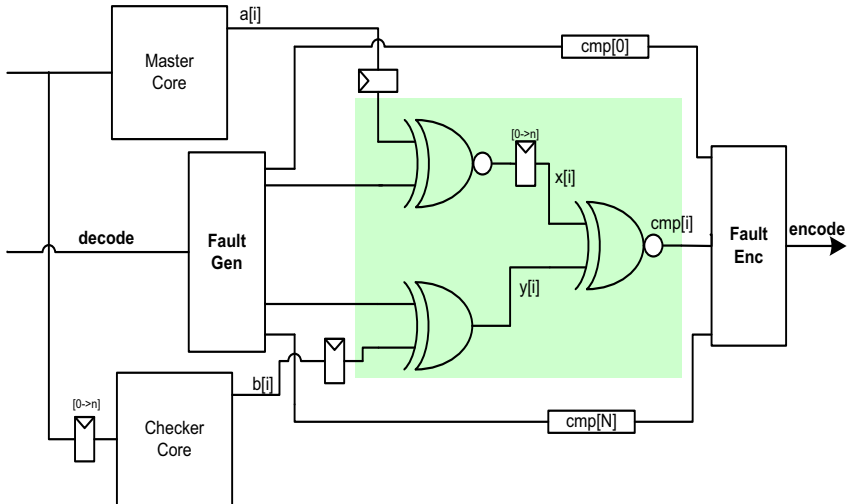 a[i]
Master
Core
cmp[0]
[0->n]
x[i]
cmp[i]
decode
Fault
Gen
Fault
Enc
encode
y[i]
b[i]
[0->n]
Checker
Core
cmp[N]